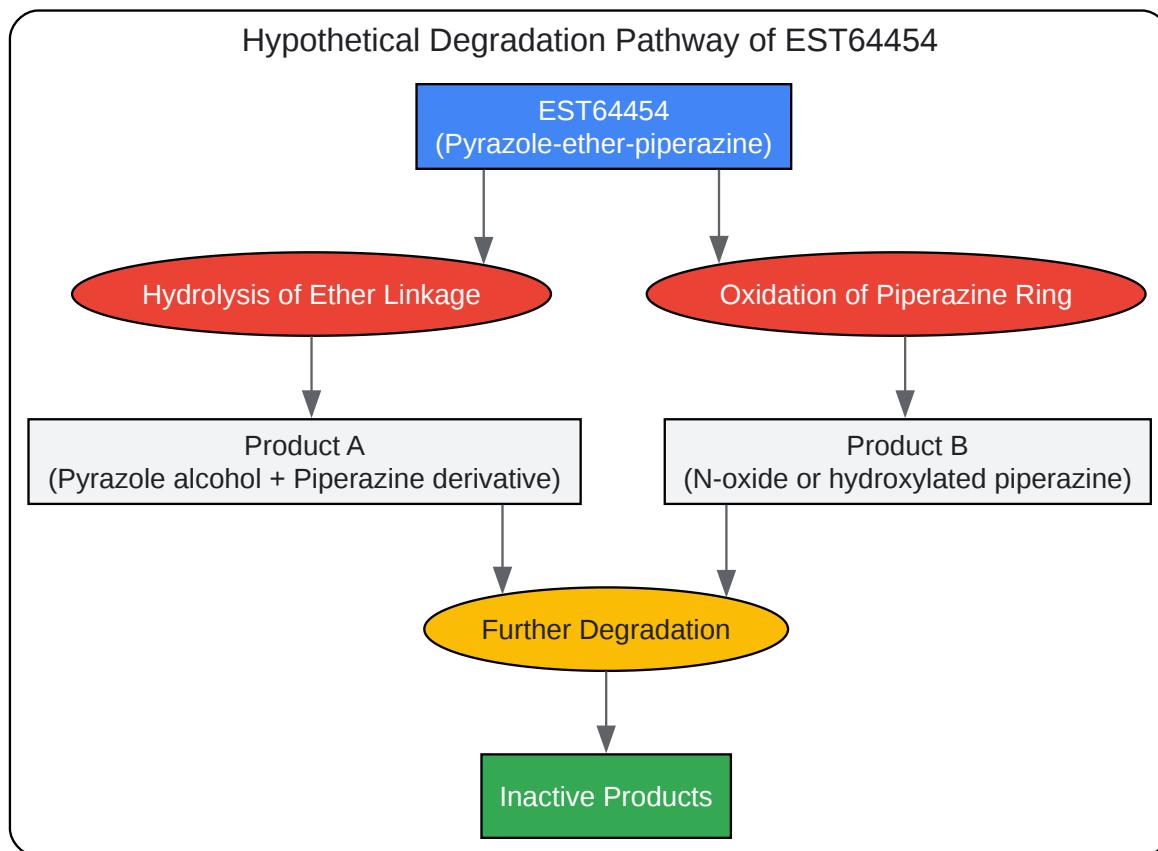 Hypothetical Degradation Pathway of EST64454
EST64454
(Pyrazole-ether-piperazine)
Hydrolysis of Ether Linkage
Oxidation of Piperazine Ring
Product A
(Pyrazole alcohol + Piperazine derivative)
Product B
(N-oxide or hydroxylated piperazine)
Further Degradation
Inactive Products